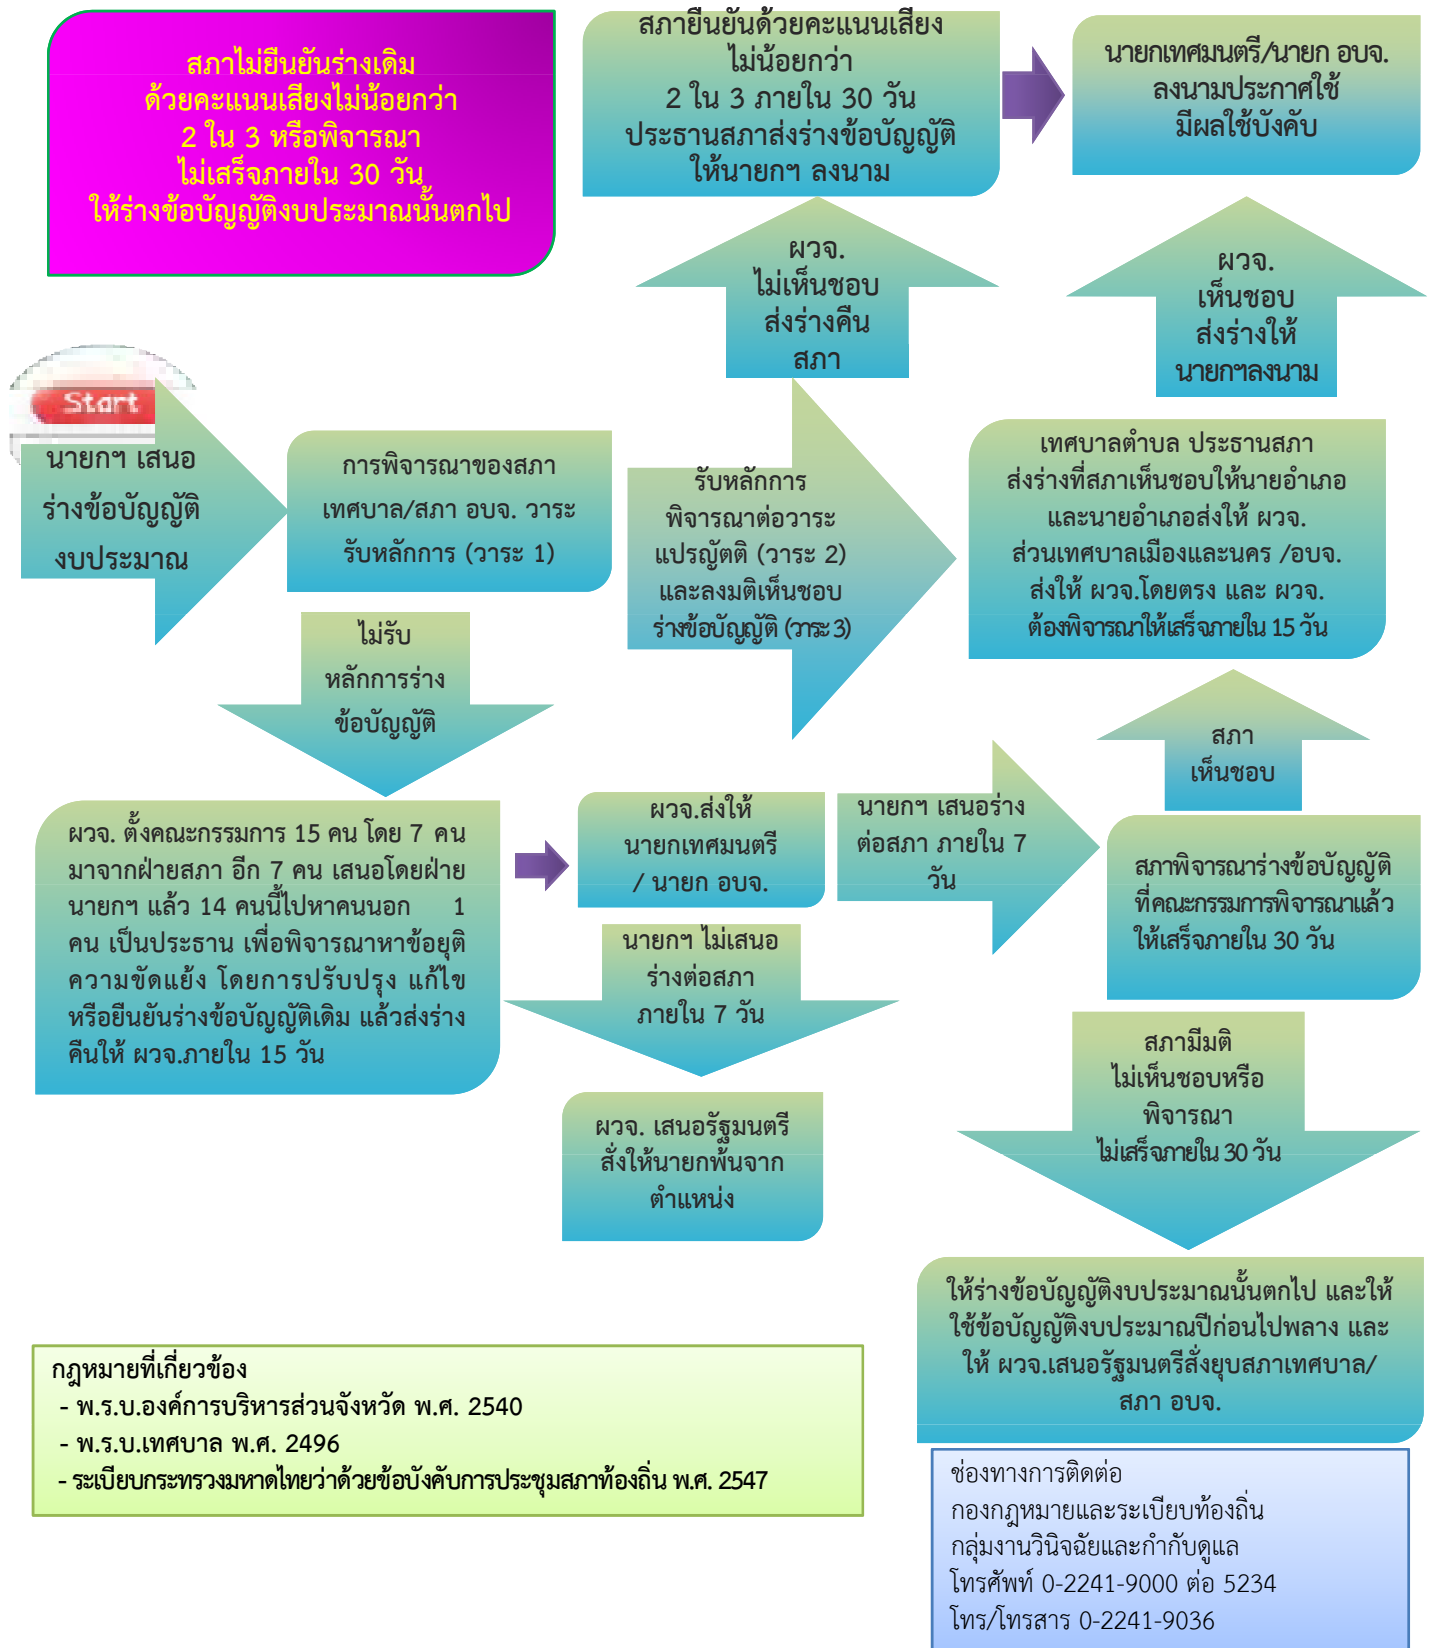 สภาไม่ยืนยันร่างเดิม
ด้วยคะแนนเสียงไม่น้อยกว่า
2 ใน 3 หรือพิจารณา
ไม่เสร็จภายใน 30 วัน
ให้ร่างข้อบัญญัติงบประมาณนั้นตกไป
สภายืนยันด้วยคะแนนเสียง
ไม่น้อยกว่า
2 ใน 3 ภายใน 30 วัน
ประธานสภาส่งร่างข้อบัญญัติ
ให้นายกฯ ลงนาม
นายกเทศมนตรี/นายก อบจ.
ลงนามประกาศใช้
มีผลใช้บังคับ
ผวจ.
ไม่เห็นชอบ
ส่งร่างคืน
สภา
ผวจ.
เห็นชอบ
ส่งร่างให้
นายกฯลงนาม
Start
นายกฯ เสนอ
ร่างข้อบัญญัติ
งบประมาณ
การพิจารณาของสภา
เทศบาล/สภา อบจ. วาระ
รับหลักการ (วาระ 1)
รับหลักการ
พิจารณาต่อวาระ
แปรญัตติ (วาระ 2)
และลงมติเห็นชอบ
ร่างข้อบัญญัติ (วาระ 3)
เทศบาลตำบล ประธานสภา
ส่งร่างที่สภาเห็นชอบให้นายอำเภอ
และนายอำเภอส่งให้ ผวจ.
ส่วนเทศบาลเมืองและนคร /อบจ.
ส่งให้ ผวจ.โดยตรง และ ผวจ.
ต้องพิจารณาให้เสร็จภายใน 15 วัน
ไม่รับ
หลักการร่าง
ข้อบัญญัติ
สภา
เห็นชอบ
ผวจ. ตั้งคณะกรรมการ 15 คน โดย 7 คน
มาจากฝ่ายสภา อีก 7 คน เสนอโดยฝ่าย
นายกฯ แล้ว 14 คนนี้ไปหาคนนอก 1
คน เป็นประธาน เพื่อพิจารณาหาข้อยุติ
ความขัดแย้ง โดยการปรับปรุง แก้ไข
หรือยืนยันร่างข้อบัญญัติเดิม แล้วส่งร่าง
คืนให้ ผวจ.ภายใน 15 วัน
ผวจ.ส่งให้
นายกเทศมนตรี
/ นายก อบจ.
นายกฯ เสนอร่าง
ต่อสภา ภายใน 7
วัน
สภาพิจารณาร่างข้อบัญญัติ
ที่คณะกรรมการพิจารณาแล้ว
ให้เสร็จภายใน 30 วัน
นายกฯ ไม่เสนอ
ร่างต่อสภา
ภายใน 7 วัน
สภามีมติ
ไม่เห็นชอบหรือ
พิจารณา
ไม่เสร็จภายใน 30 วัน
ผวจ. เสนอรัฐมนตรี
สั่งให้นายกพ้นจาก
ตำแหน่ง
ให้ร่างข้อบัญญัติงบประมาณนั้นตกไป และให้
ใช้ข้อบัญญัติงบประมาณปีก่อนไปพลาง และ
ให้ ผวจ.เสนอรัฐมนตรีสั่งยุบสภาเทศบาล/
สภา อบจ.
กฎหมายที่เกี่ยวข้อง
- พ.ร.บ.องค์การบริหารส่วนจังหวัด พ.ศ. 2540
- พ.ร.บ.เทศบาล พ.ศ. 2496
- ระเบียบกระทรวงมหาดไทยว่าด้วยข้อบังคับการประชุมสภาท้องถิ่น พ.ศ. 2547
ช่องทางการติดต่อ
กองกฎหมายและระเบียบท้องถิ่น
กลุ่มงานวินิจฉัยและกำกับดูแล
โทรศัพท์ 0-2241-9000 ต่อ 5234
โทร/โทรสาร 0-2241-9036